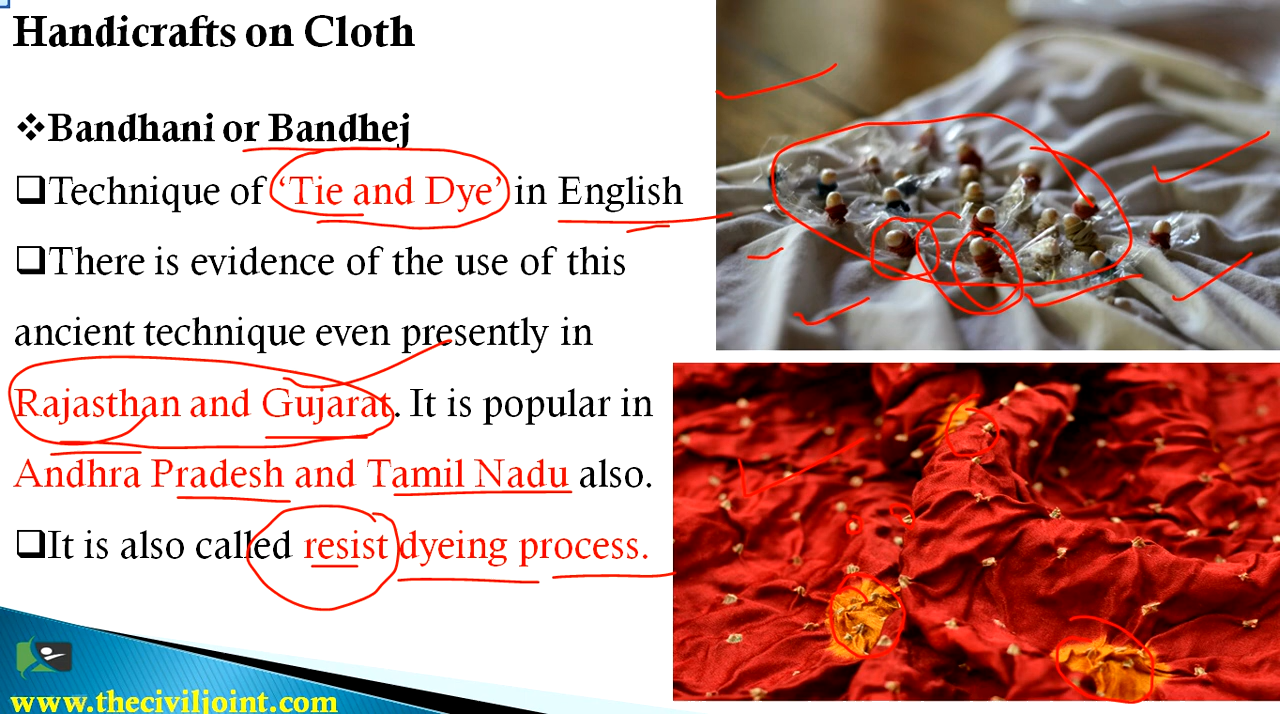 Handicrafts on Cloth
❖Bandhani or Bandhej
❑Technique of ‘Tie and Dye’ in English
❑There is evidence of the use of this
ancient technique even presently in
Rajasthan and Gujarat. It is popular in
Andhra Pradesh and Tamil Nadu also.
❑It is also called resist dyeing process.
www.theciviljoint.com